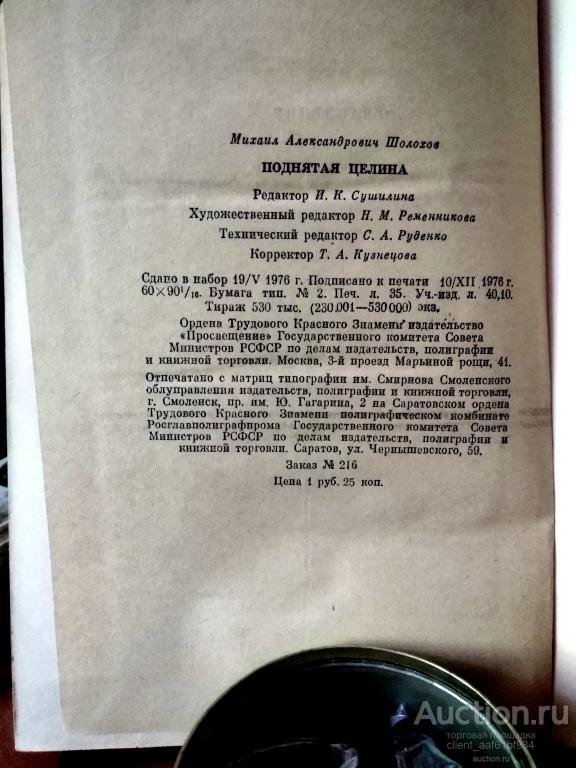 Михаил Александрович Шолохов
ПОДНЯТАЯ ЦЕЛИНА
Редактор И. К. Сушилина
Художественный редактор Н. М. Ременникова
Технический редактор С. А. Руденко
Корректор Т. А. Кузнецова
Сдано в набор 19/V 1976 г. Подписано к печати 10/XII 1976 г.
60×90¹/₁₆. Бумага тип. № 2. Печ. л. 35. Уч.-изд. л. 40,10.
Тираж 530 тыс. (230001—530000) экз.
Ордена Трудового Красного Знамени издательство
«Просвещение» Государственного комитета Совета
Министров РСФСР по делам издательств, полиграфии
и книжной торговли. Москва, 3-й проезд Марьиной рощи, 41.
Отпечатано с матриц типографии им. Смирнова Смоленского
облуправления издательств, полиграфии и книжной торговли,
г. Смоленск, пр. им. Ю. Гагарина, 2 на Саратовском ордена
Трудового Красного Знамени полиграфическом комбинате
Росглавполиграфпрома Государственного комитета Совета
Министров РСФСР по делам издательств, полиграфии и
книжной торговли. Саратов, ул. Чернышевского, 59.
Заказ № 216
Цена 1 руб. 25 коп.
Auction.ru
торговая площадка
client_aaf61bf984
auction.ru